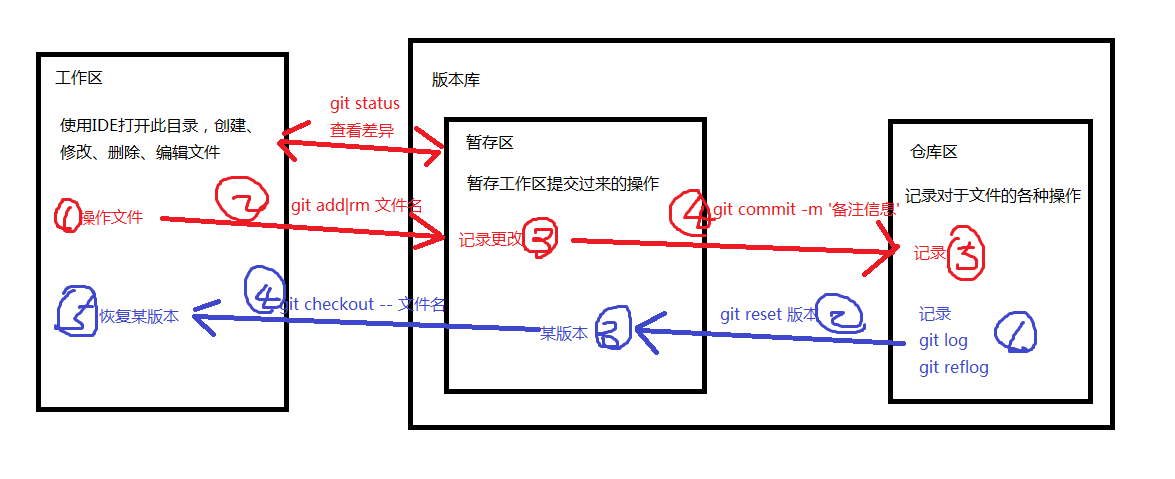 工作区
使用IDE打开此目录，创建、
修改、删除、编辑文件
git status
查看差异
版本库
暂存区
暂存工作区提交过来的操作
仓库区
记录对于文件的各种操作
1 操作文件
2
git add|rm 文件名
记录更改 3
4
git commit -m '备注信息'
记录 5
记录
git log
git reflog
1
git reset 版本 2
某版本 3
4
git checkout -- 文件名
5 恢复某版本